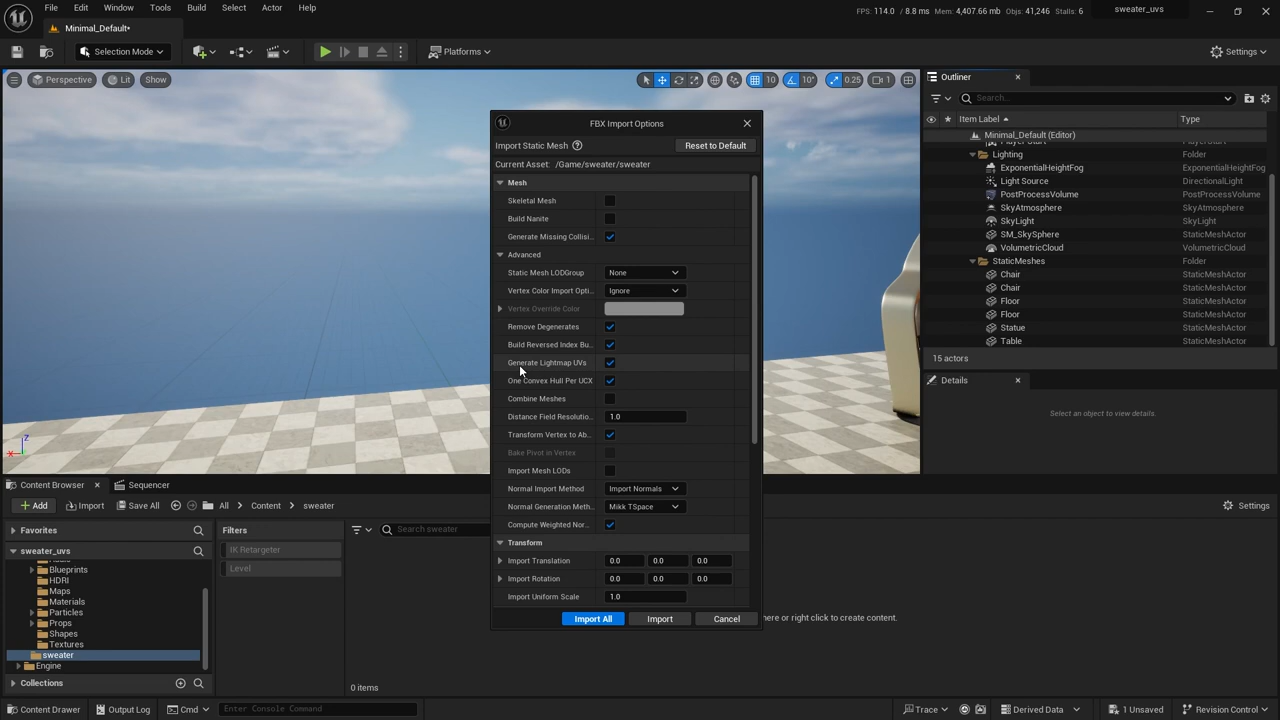 File Edit Window Tools Build Select Actor Help
FPS: 114.0 / 8.8 ms Mem: 4,407.66 mb Objs: 41,246 Stalls: 6 sweater_uvs
Minimal_Default•
Selection Mode Platforms Settings
Perspective Lit Show 10 10° 0.25 1
Outliner
Search...
Item Label Type
Minimal_Default (Editor)
Lighting Folder
ExponentialHeightFog ExponentialHeightFog
Light Source DirectionalLight
PostProcessVolume PostProcessVolume
SkyAtmosphere SkyAtmosphere
SkyLight SkyLight
SM_SkySphere StaticMeshActor
VolumetricCloud VolumetricCloud
StaticMeshes Folder
Chair StaticMeshActor
Chair StaticMeshActor
Floor StaticMeshActor
Floor StaticMeshActor
Statue StaticMeshActor
Table StaticMeshActor
15 actors
Details
Select an object to view details.
FBX Import Options
Import Static Mesh Reset to Default
Current Asset: /Game/sweater/sweater
Mesh
Skeletal Mesh
Build Nanite
Generate Missing Collisi...
Advanced
Static Mesh LODGroup None
Vertex Color Import Opti... Ignore
Vertex Override Color
Remove Degenerates
Build Reversed Index Bu...
Generate Lightmap UVs
One Convex Hull Per UCX
Combine Meshes
Distance Field Resolutio... 1.0
Transform Vertex to Ab...
Bake Pivot in Vertex
Import Mesh LODs
Normal Import Method Import Normals
Normal Generation Meth... Mikk TSpace
Compute Weighted Nor...
Transform
Import Translation 0.0 0.0 0.0
Import Rotation 0.0 0.0 0.0
Import Uniform Scale 1.0
Import All Import Cancel
Z
X
Content Browser Sequencer
Add Import Save All All Content sweater Settings
Favorites
sweater_uvs
Blueprints
HDRI
Maps
Materials
Particles
Props
Shapes
Textures
sweater
Engine
Collections
Filters
IK Retargeter
Level
Search sweater
here or right click to create content.
0 items
Content Drawer Output Log Cmd Enter Console Command Trace Derived Data 1 Unsaved Revision Control